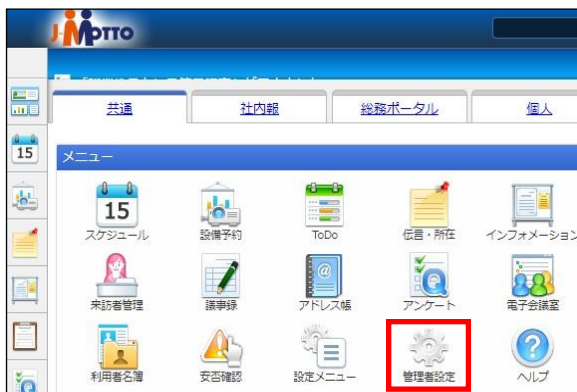 J-MOTTO
共通 社内報 総務ポータル 個人
15
メニュー
15
スケジュール 設備予約 ToDo 伝言・所在 インフォメーション
来訪者管理 議事録 アドレス帳 アンケート 電子会議室
利用者名簿 安否確認 設定メニュー 管理者設定 ヘルプ